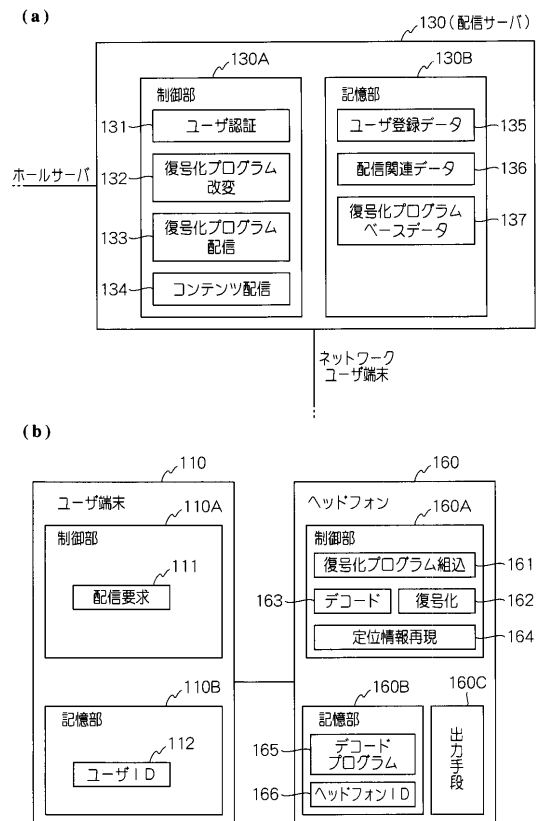 (a)
130(配信サーバ)
130A
130B
制御部
記憶部
131
ユーザ認証
ユーザ登録データ
135
ホールサーバ
132
復号化プログラム
改変
配信関連データ
136
133
復号化プログラム
配信
復号化プログラム
ベースデータ
137
134
コンテンツ配信
ネットワーク
ユーザ端末
(b)
110
160
ユーザ端末
ヘッドフォン
110A
160A
制御部
制御部
111
配信要求
復号化プログラム組込
161
163
デコード
復号化
162
定位情報再現
164
110B
160B
160C
記憶部
記憶部
112
ユーザID
165
デコード
プログラム
出力手段
166
ヘッドフォンID